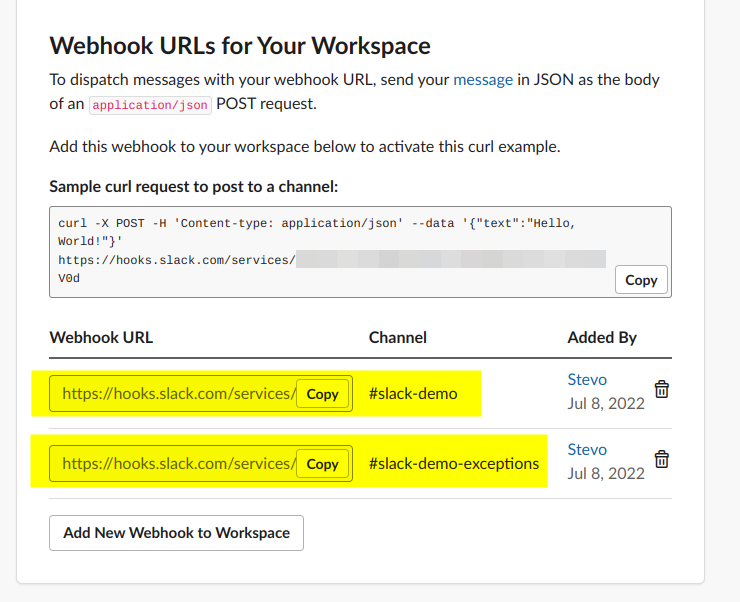 Webhook URLs for Your Workspace
To dispatch messages with your webhook URL, send your message in JSON as the body
of an application/json POST request.
Add this webhook to your workspace below to activate this curl example.
Sample curl request to post to a channel:
curl -X POST -H 'Content-type: application/json' --data '{"text":"Hello,
World!"}'
https://hooks.slack.com/services/
V0d
Copy
Webhook URL Channel Added By
https://hooks.slack.com/services/ Copy #slack-demo Stevo
Jul 8, 2022
https://hooks.slack.com/services/ Copy #slack-demo-exceptions Stevo
Jul 8, 2022
Add New Webhook to Workspace